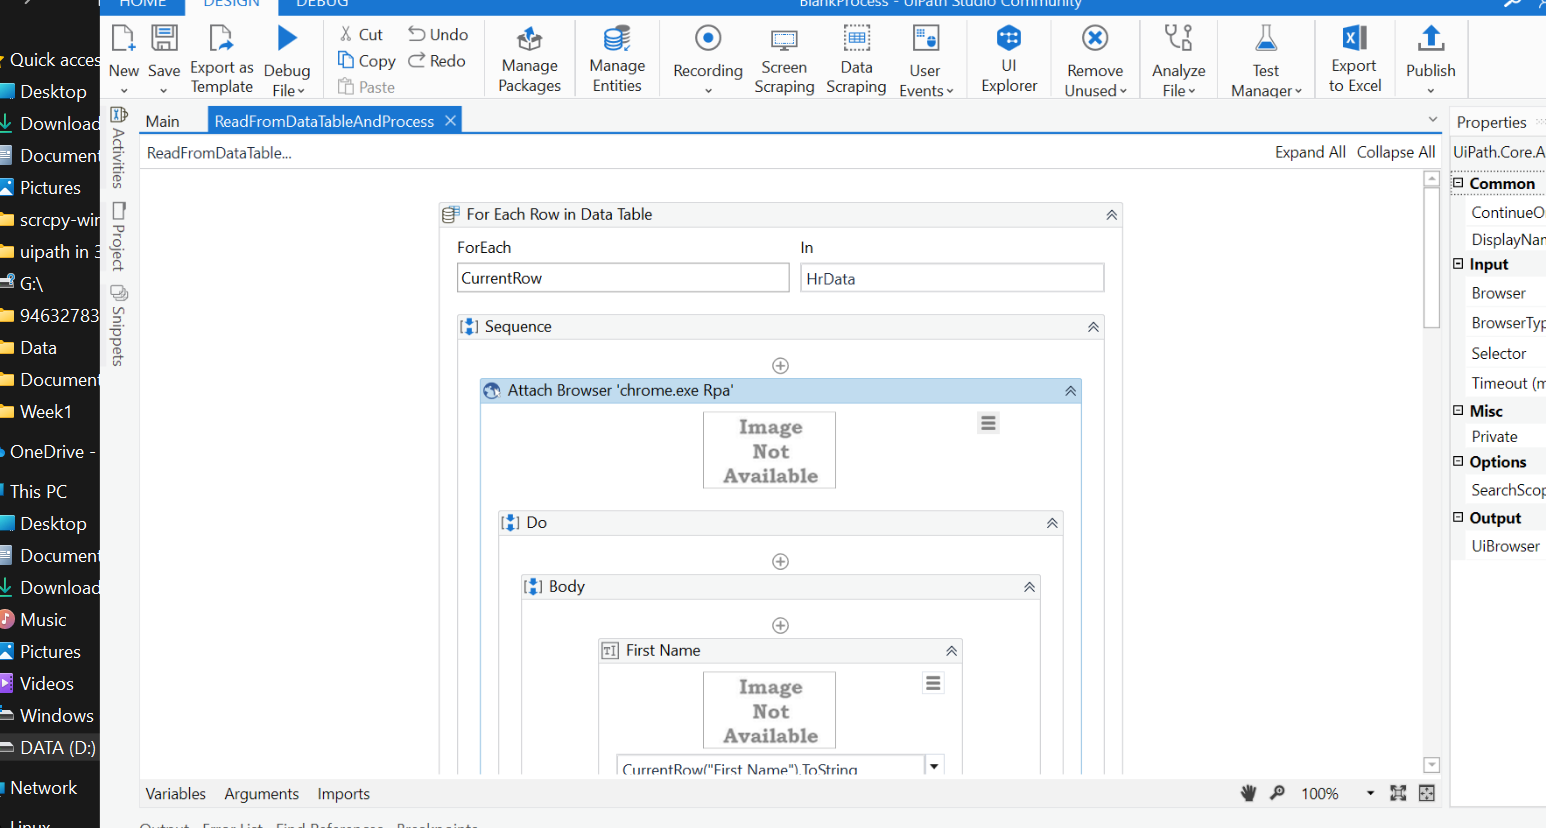 HOME DESIGN DEBUG
BlankProcess - UiPath Studio Community
New
Save
Export as
Template
Debug
File
Cut
Copy
Paste
Undo
Redo
Manage
Packages
Manage
Entities
Recording
Screen
Scraping
Data
Scraping
User
Events
UI
Explorer
Remove
Unused
Analyze
File
Test
Manager
Export
to Excel
Publish
Quick acces
Desktop
Download
Document
Pictures
scrcpy-wir
uipath in 3
G:\
94632783
Data
Document
Week1
OneDrive -
This PC
Desktop
Document
Download
Music
Pictures
Videos
Windows
DATA (D:)
Network
Linux
Activities
Project
Snippets
Main
ReadFromDataTableAndProcess
ReadFromDataTable...
Expand All Collapse All
For Each Row in Data Table
ForEach In
CurrentRow HrData
Sequence
Attach Browser 'chrome.exe Rpa'
Image
Not
Available
Do
Body
First Name
Image
Not
Available
CurrentRow("First Name").ToString
Variables Arguments Imports
100%
Output Error List Find References Breakpoints
Properties
UiPath.Core.A
Common
ContinueO
DisplayNam
Input
Browser
BrowserTyp
Selector
Timeout (m
Misc
Private
Options
SearchScop
Output
UiBrowser